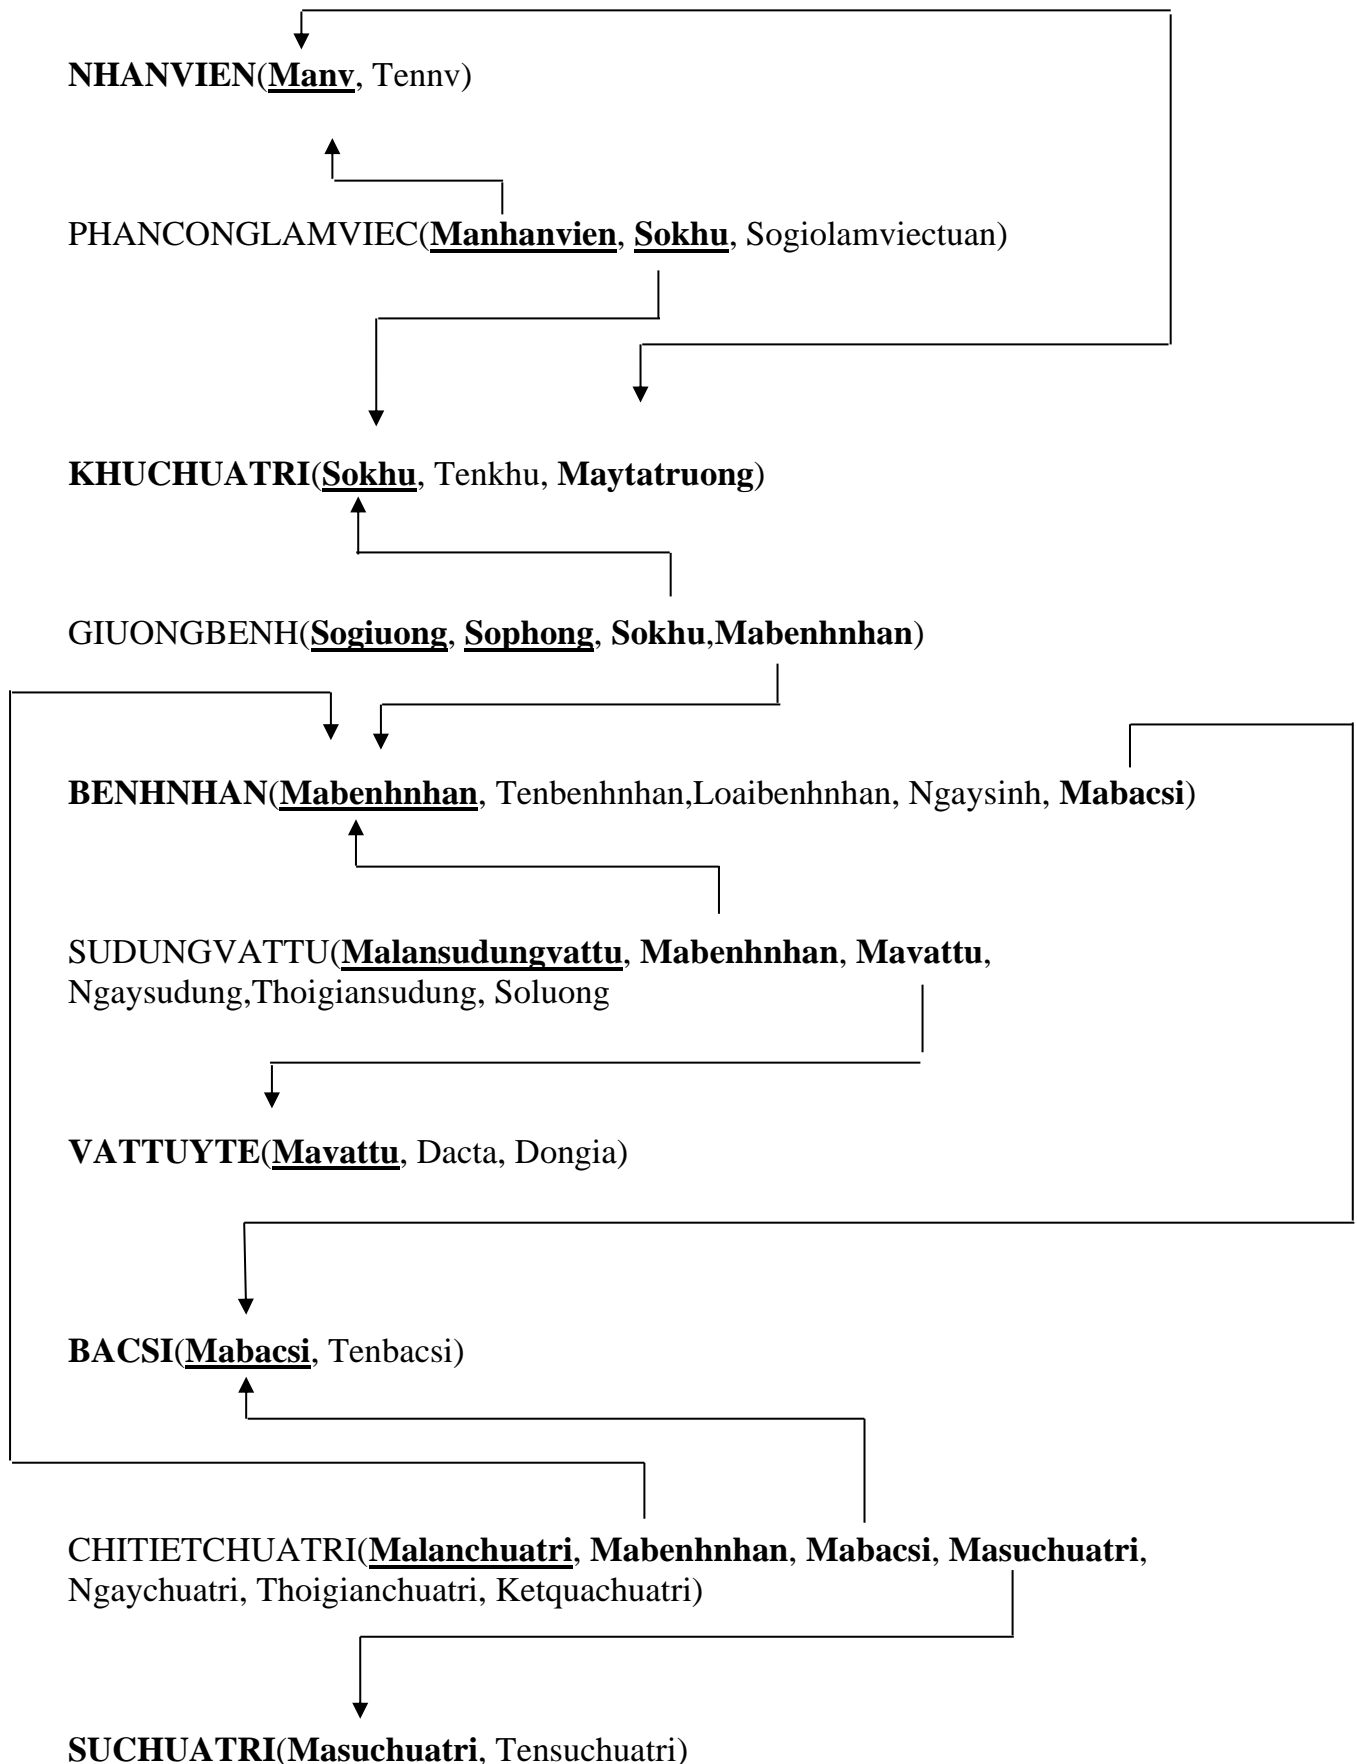 NHANVIEN(Manv, Tennv)
PHANCONGLAMVIEC(Manhanvien, Sokhu, Sogiolamviectuan)
KHUCHUATRI(Sokhu, Tenkhu, Maytatruong)
GIUONGBENH(Sogiuong, Sophong, Sokhu,Mabenhnhan)
BENHNHAN(Mabenhnhan, Tenbenhnhan,Loaibenhnhan, Ngaysinh, Mabacsi)
SUDUNGVATTU(Malansudungvattu, Mabenhnhan, Mavattu,
Ngaysudung,Thoigiansudung, Soluong
VATTUYTE(Mavattu, Dacta, Dongia)
BACSI(Mabacsi, Tenbacsi)
CHITIETCHUATRI(Malanchuatri, Mabenhnhan, Mabacsi, Masuchuatri,
Ngaychuatri, Thoigianchuatri, Ketquachuatri)
SUCHUATRI(Masuchuatri, Tensuchuatri)